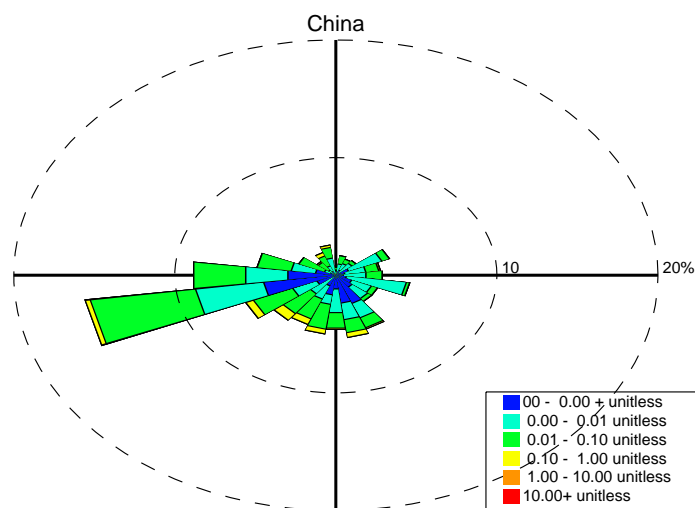 China
10
20%
00 - 0.00 + unitless
0.00 - 0.01 unitless
0.01 - 0.10 unitless
0.10 - 1.00 unitless
1.00 - 10.00 unitless
10.00+ unitless